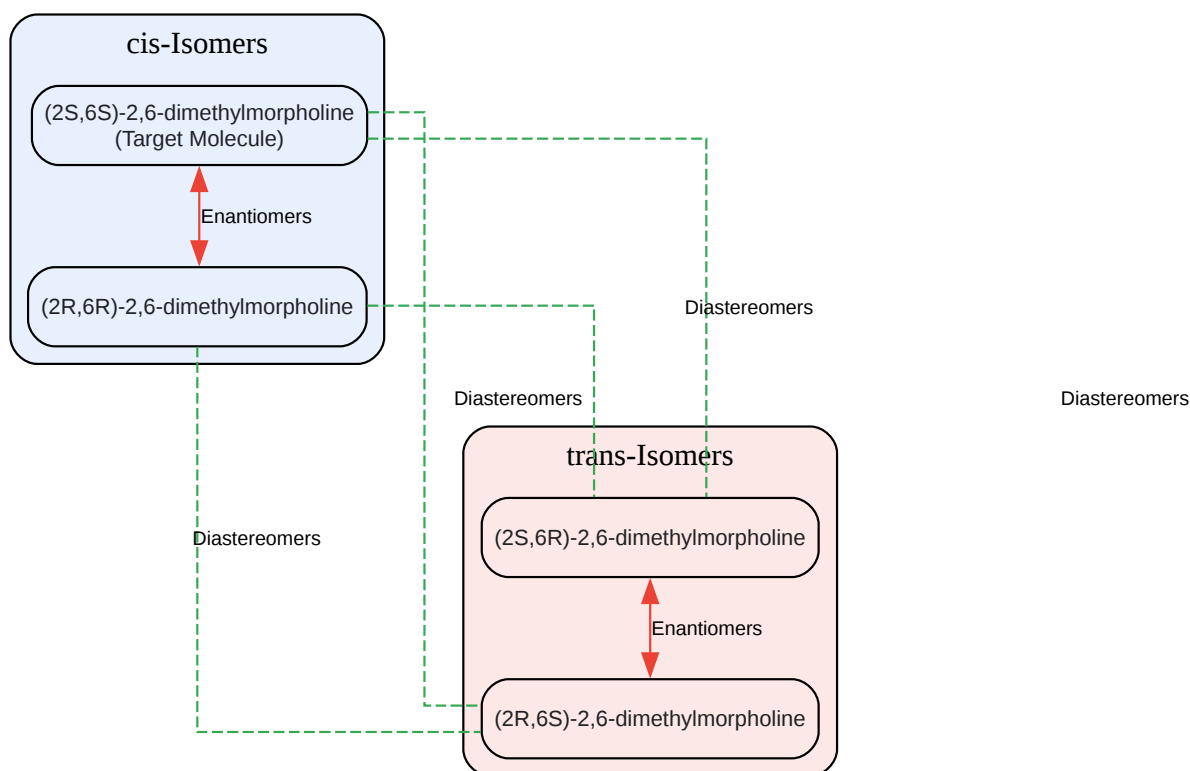 cis-Isomers
(2S,6S)-2,6-dimethylmorpholine
(Target Molecule)
Enantiomers
(2R,6R)-2,6-dimethylmorpholine
Diastereomers
Diastereomers
Diastereomers
trans-Isomers
(2S,6R)-2,6-dimethylmorpholine
Diastereomers
Enantiomers
(2R,6S)-2,6-dimethylmorpholine